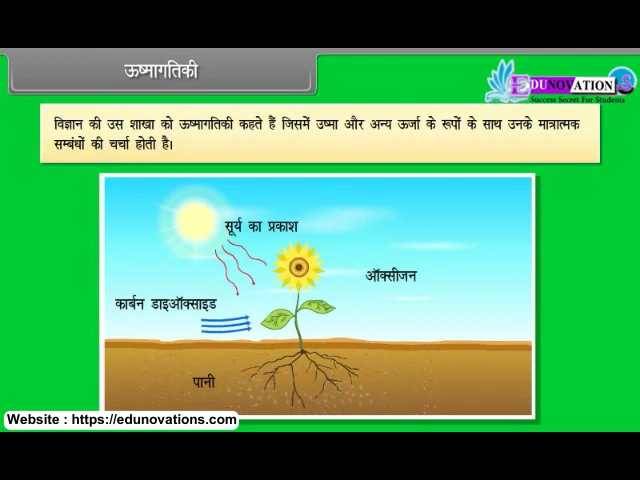 ऊष्मागतिकी
EDUNOVATIONS
Success Secret For Students
विज्ञान की उस शाखा को ऊष्मागतिकी कहते हैं जिसमें उष्मा और अन्य ऊर्जा के रूपों के साथ उनके मात्रात्मक
सम्बंधों की चर्चा होती है।
सूर्य का प्रकाश
ऑक्सीजन
कार्बन डाइऑक्साइड
पानी
Website : https://edunovations.com